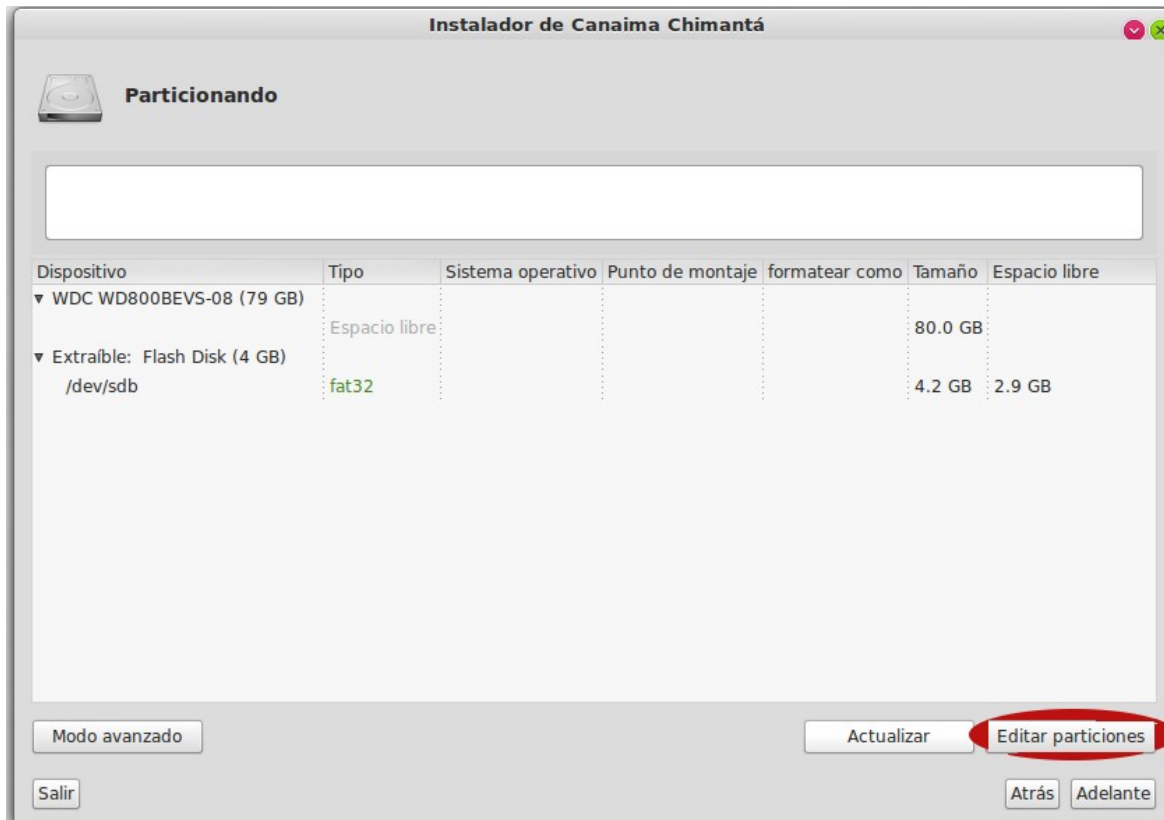 Instalador de Canaima Chimantá
Particionando
Dispositivo Tipo Sistema operativo Punto de montaje formatear como Tamaño Espacio libre
WDC WD800BEVS-08 (79 GB)
Espacio libre 80.0 GB
Extraíble: Flash Disk (4 GB)
/dev/sdb fat32 4.2 GB 2.9 GB
Modo avanzado Actualizar Editar particiones
Salir Atrás Adelante